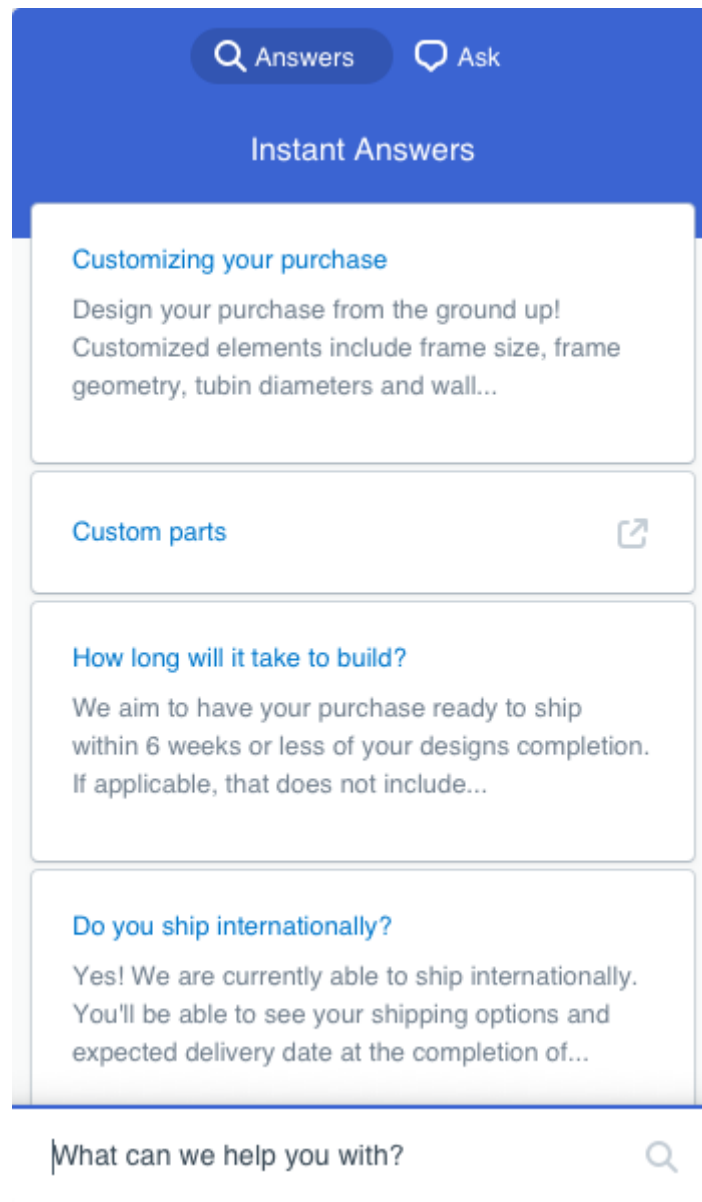 Answers Ask
Instant Answers
Customizing your purchase
Design your purchase from the ground up!
Customized elements include frame size, frame
geometry, tubin diameters and wall...
Custom parts
How long will it take to build?
We aim to have your purchase ready to ship
within 6 weeks or less of your designs completion.
If applicable, that does not include...
Do you ship internationally?
Yes! We are currently able to ship internationally.
You'll be able to see your shipping options and
expected delivery date at the completion of...
What can we help you with?